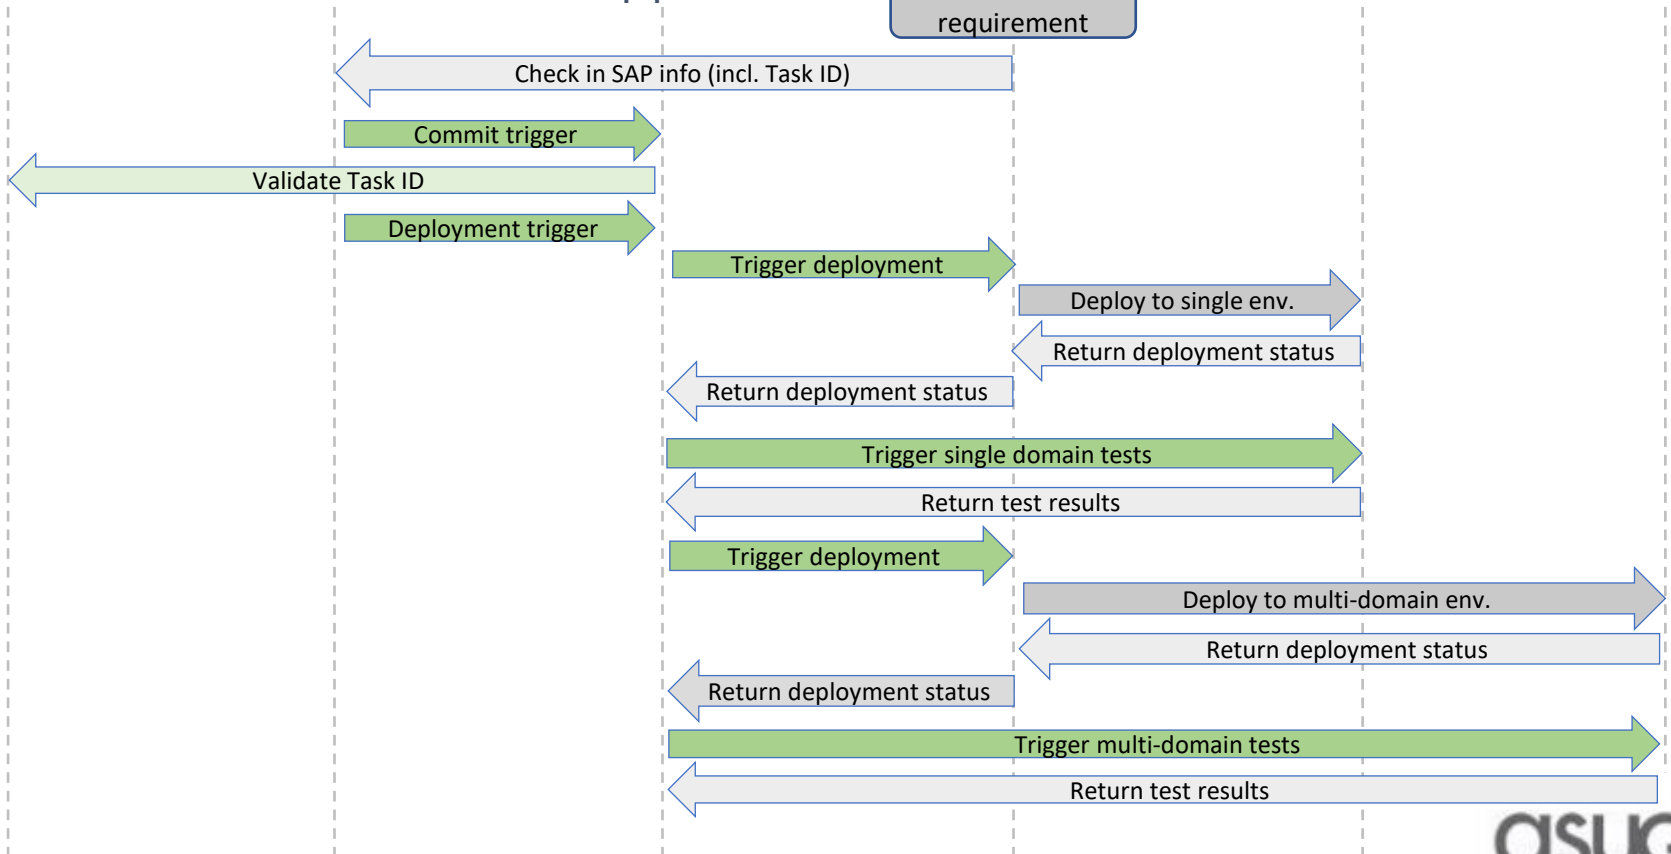 requirement
Check in SAP info (incl. Task ID)
Commit trigger
Validate Task ID
Deployment trigger
Trigger deployment
Deploy to single env.
Return deployment status
Return deployment status
Trigger single domain tests
Return test results
Trigger deployment
Deploy to multi-domain env.
Return deployment status
Return deployment status
Trigger multi-domain tests
Return test results